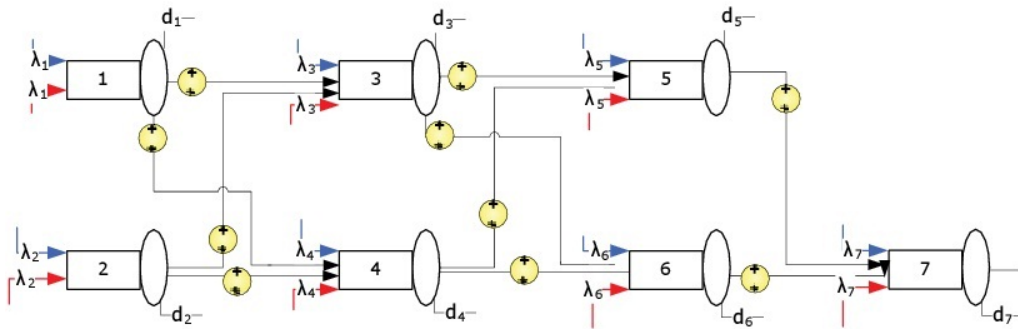 d₁ d₃ d₅
λ₁ 1 + λ₃ 3 + λ₅ 5
λ₁ + λ₃ + λ₅ +
+ + +
+ +
+ +
λ₂ 2 + λ₄ 4 λ₆ 6 λ₇ 7
λ₂ + λ₄ + λ₆ + λ₇
d₂ d₄ d₆ d₇